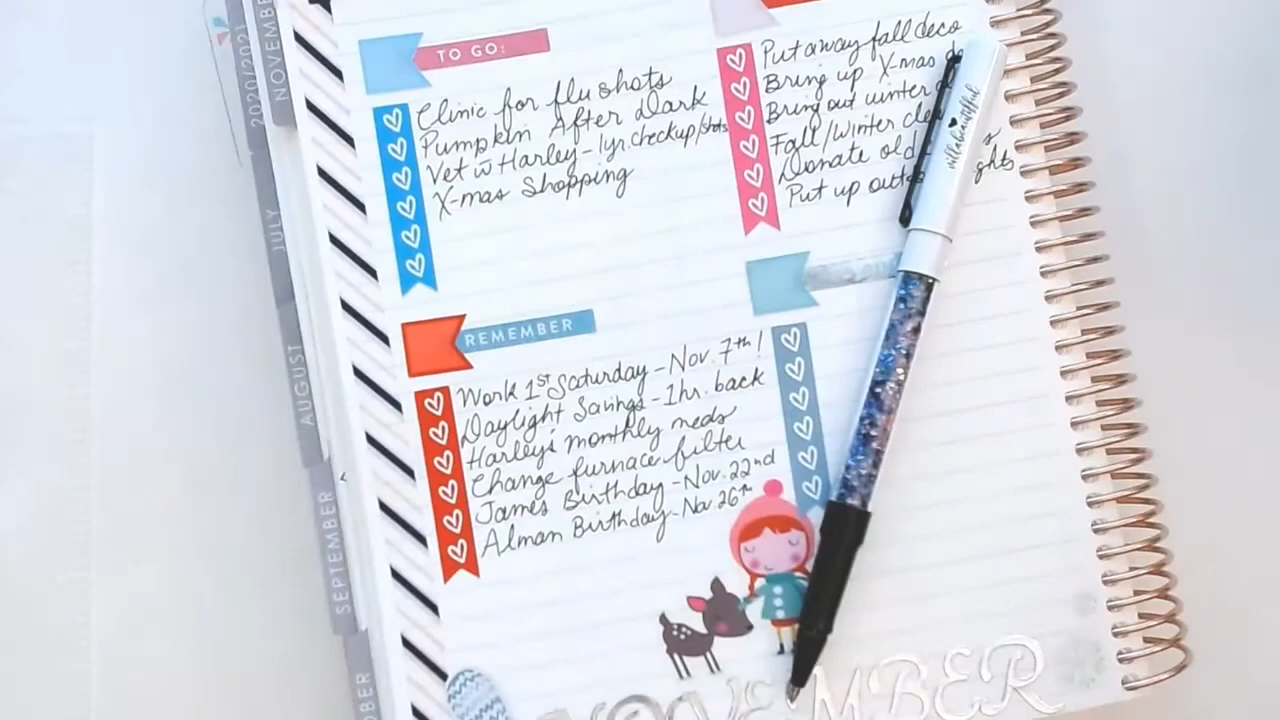 2020/2021
NOVEMBER
JULY
AUGUST
SEPTEMBER
TO GO:
Clinic for flu shots
Pumpkin After Dark
Vet w̄ Harley - 1yr. checkup/shots
X-mas Shopping
Put away fall deco
Bring up X-mas
Bring out winter
Fall/Winter
Donate old
Put up
ghts
REMEMBER
Work 1st Saturday - Nov. 7th!
Daylight Savings - 1hr. back
Harley's monthly meds
Change furnace filter
James Birthday - Nov. 22nd
Alman Birthday - Nov. 26th
NOVEMBER